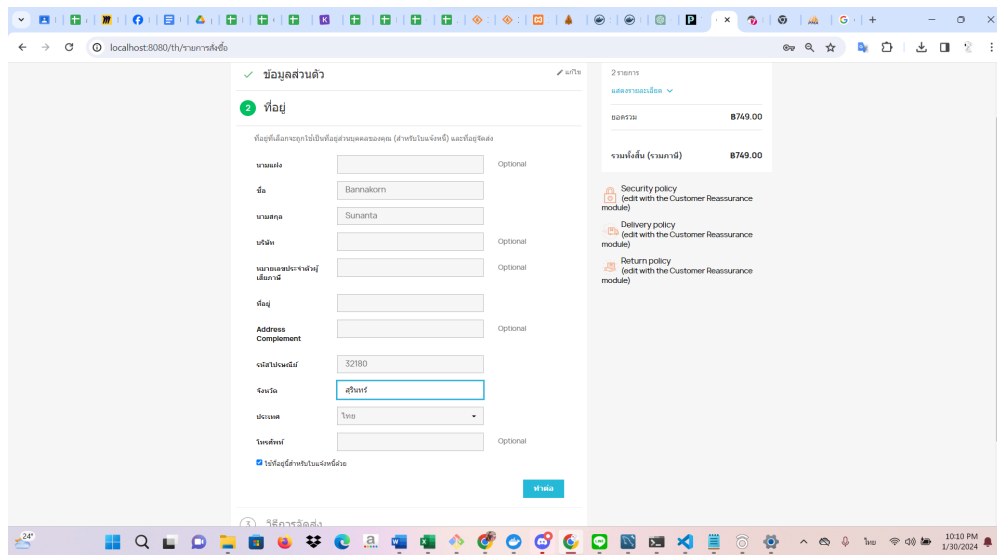 localhost:8080/th/รายการสั่งซื้อ
ข้อมูลส่วนตัว
แก้ไข
2 ที่อยู่
ที่อยู่ที่เลือกจะถูกใช้เป็นที่อยู่ส่วนบุคคลของคุณ (สำหรับใบแจ้งหนี้) และที่อยู่จัดส่ง
นามแฝง
Optional
ชื่อ
Bannakorn
นามสกุล
Sunanta
บริษัท
Optional
หมายเลขประจำตัวผู้
เสียภาษี
Optional
ที่อยู่
Address
Complement
Optional
รหัสไปรษณีย์
32180
จังหวัด
สุรินทร์
ประเทศ
ไทย
โทรศัพท์
Optional
ใช้ที่อยู่นี้สำหรับใบแจ้งหนี้ด้วย
ทำต่อ
3 วิธีการจัดส่ง
2 รายการ
แสดงรายละเอียด
ยอดรวม
฿749.00
รวมทั้งสิ้น (รวมภาษี)
฿749.00
Security policy
(edit with the Customer Reassurance
module)
Delivery policy
(edit with the Customer Reassurance
module)
Return policy
(edit with the Customer Reassurance
module)
24°
ไทย
10:10 PM
1/30/2024